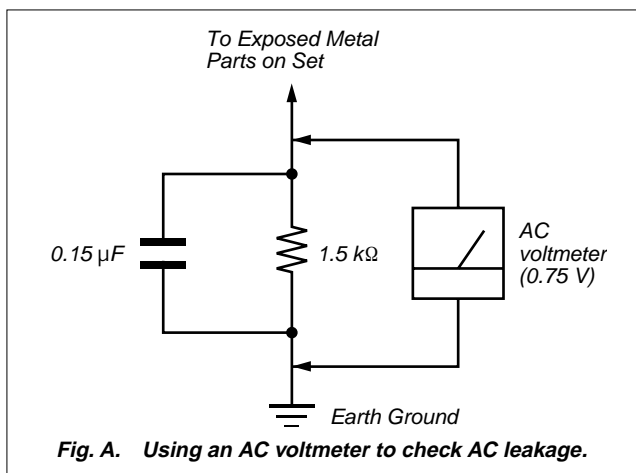 To Exposed Metal
Parts on Set
0.15 µF
1.5 kΩ
AC
voltmeter
(0.75 V)
Earth Ground
Fig. A. Using an AC voltmeter to check AC leakage.